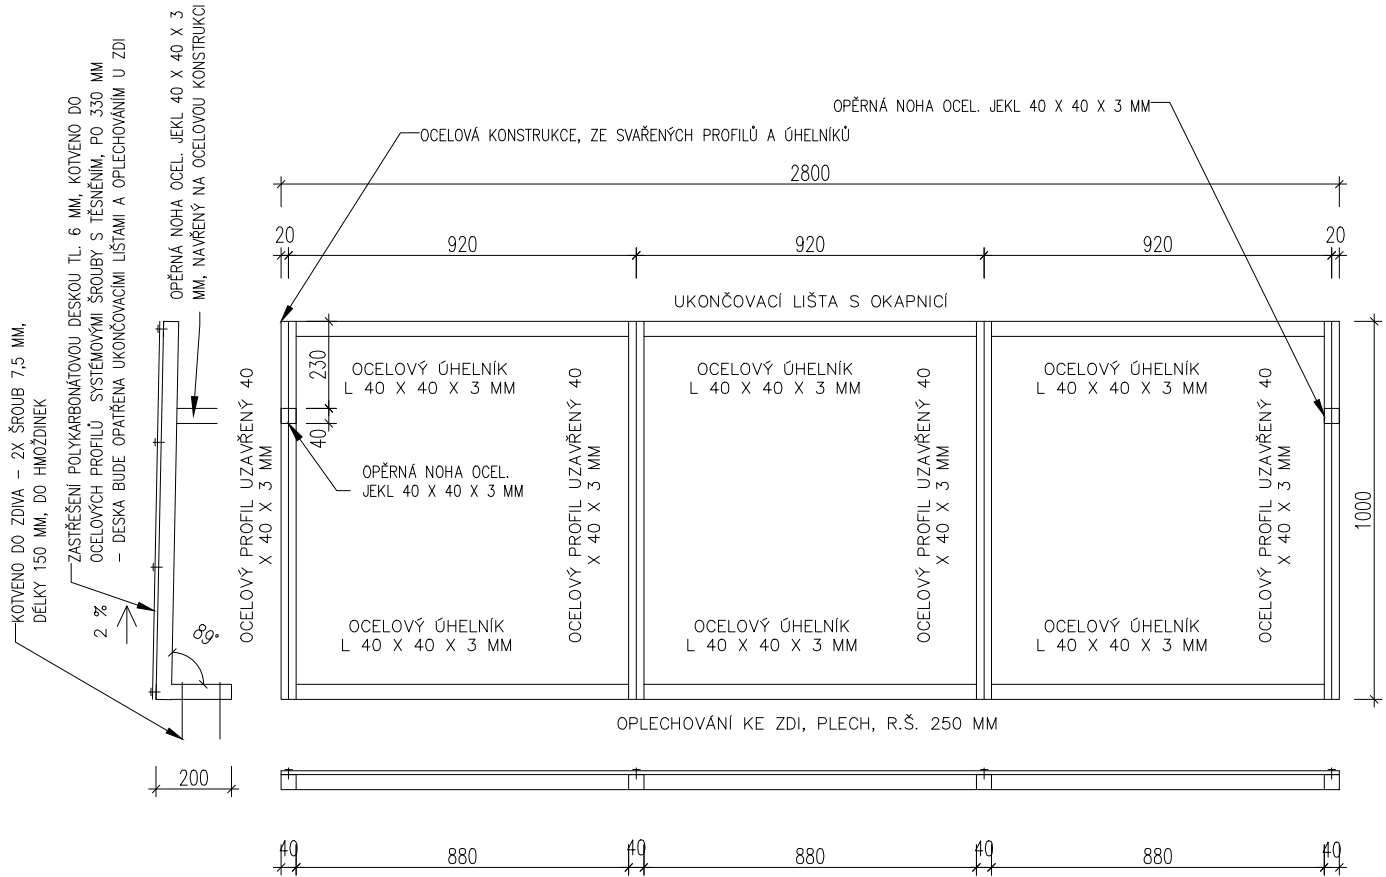 KOTVENO DO ZDIVA - 2X ŠROUB 7,5 MM,
DÉLKY 150 MM, DO HMOŽDINEK
ZASTŘEŠENÍ POLYKARBONÁTOVOU DESKOU TL. 6 MM, KOTVENO DO
OCELOVÝCH PROFILŮ SYSTÉMOVÝMI ŠROUBY S TĚSNĚNÍM, PO 330 MM
- DESKA BUDE OPATŘENA UKONČOVACÍMI LIŠTAMI A OPLECHOVÁNÍM U ZDI
OPĚRNÁ NOHA OCEL. JEKL 40 X 40 X 3
MM, NAVŘENÝ NA OCELOVOU KONSTRUKCI
OPĚRNÁ NOHA OCEL. JEKL 40 X 40 X 3 MM
OCELOVÁ KONSTRUKCE, ZE SVAŘENÝCH PROFILŮ A ÚHELNÍKŮ
2800
20
920
920
920
20
UKONČOVACÍ LIŠTA S OKAPNICÍ
230
40
OCELOVÝ ÚHELNÍK
L 40 X 40 X 3 MM
OCELOVÝ ÚHELNÍK
L 40 X 40 X 3 MM
OCELOVÝ ÚHELNÍK
L 40 X 40 X 3 MM
OCELOVÝ PROFIL UZAVŘENÝ 40
X 40 X 3 MM
OPĚRNÁ NOHA OCEL.
JEKL 40 X 40 X 3 MM
OCELOVÝ PROFIL UZAVŘENÝ 40
X 40 X 3 MM
OCELOVÝ PROFIL UZAVŘENÝ 40
X 40 X 3 MM
OCELOVÝ PROFIL UZAVŘENÝ 40
X 40 X 3 MM
1000
2 %
89°
OCELOVÝ ÚHELNÍK
L 40 X 40 X 3 MM
OCELOVÝ ÚHELNÍK
L 40 X 40 X 3 MM
OCELOVÝ ÚHELNÍK
L 40 X 40 X 3 MM
OPLECHOVÁNÍ KE ZDI, PLECH, R.Š. 250 MM
200
40
880
40
880
40
880
40